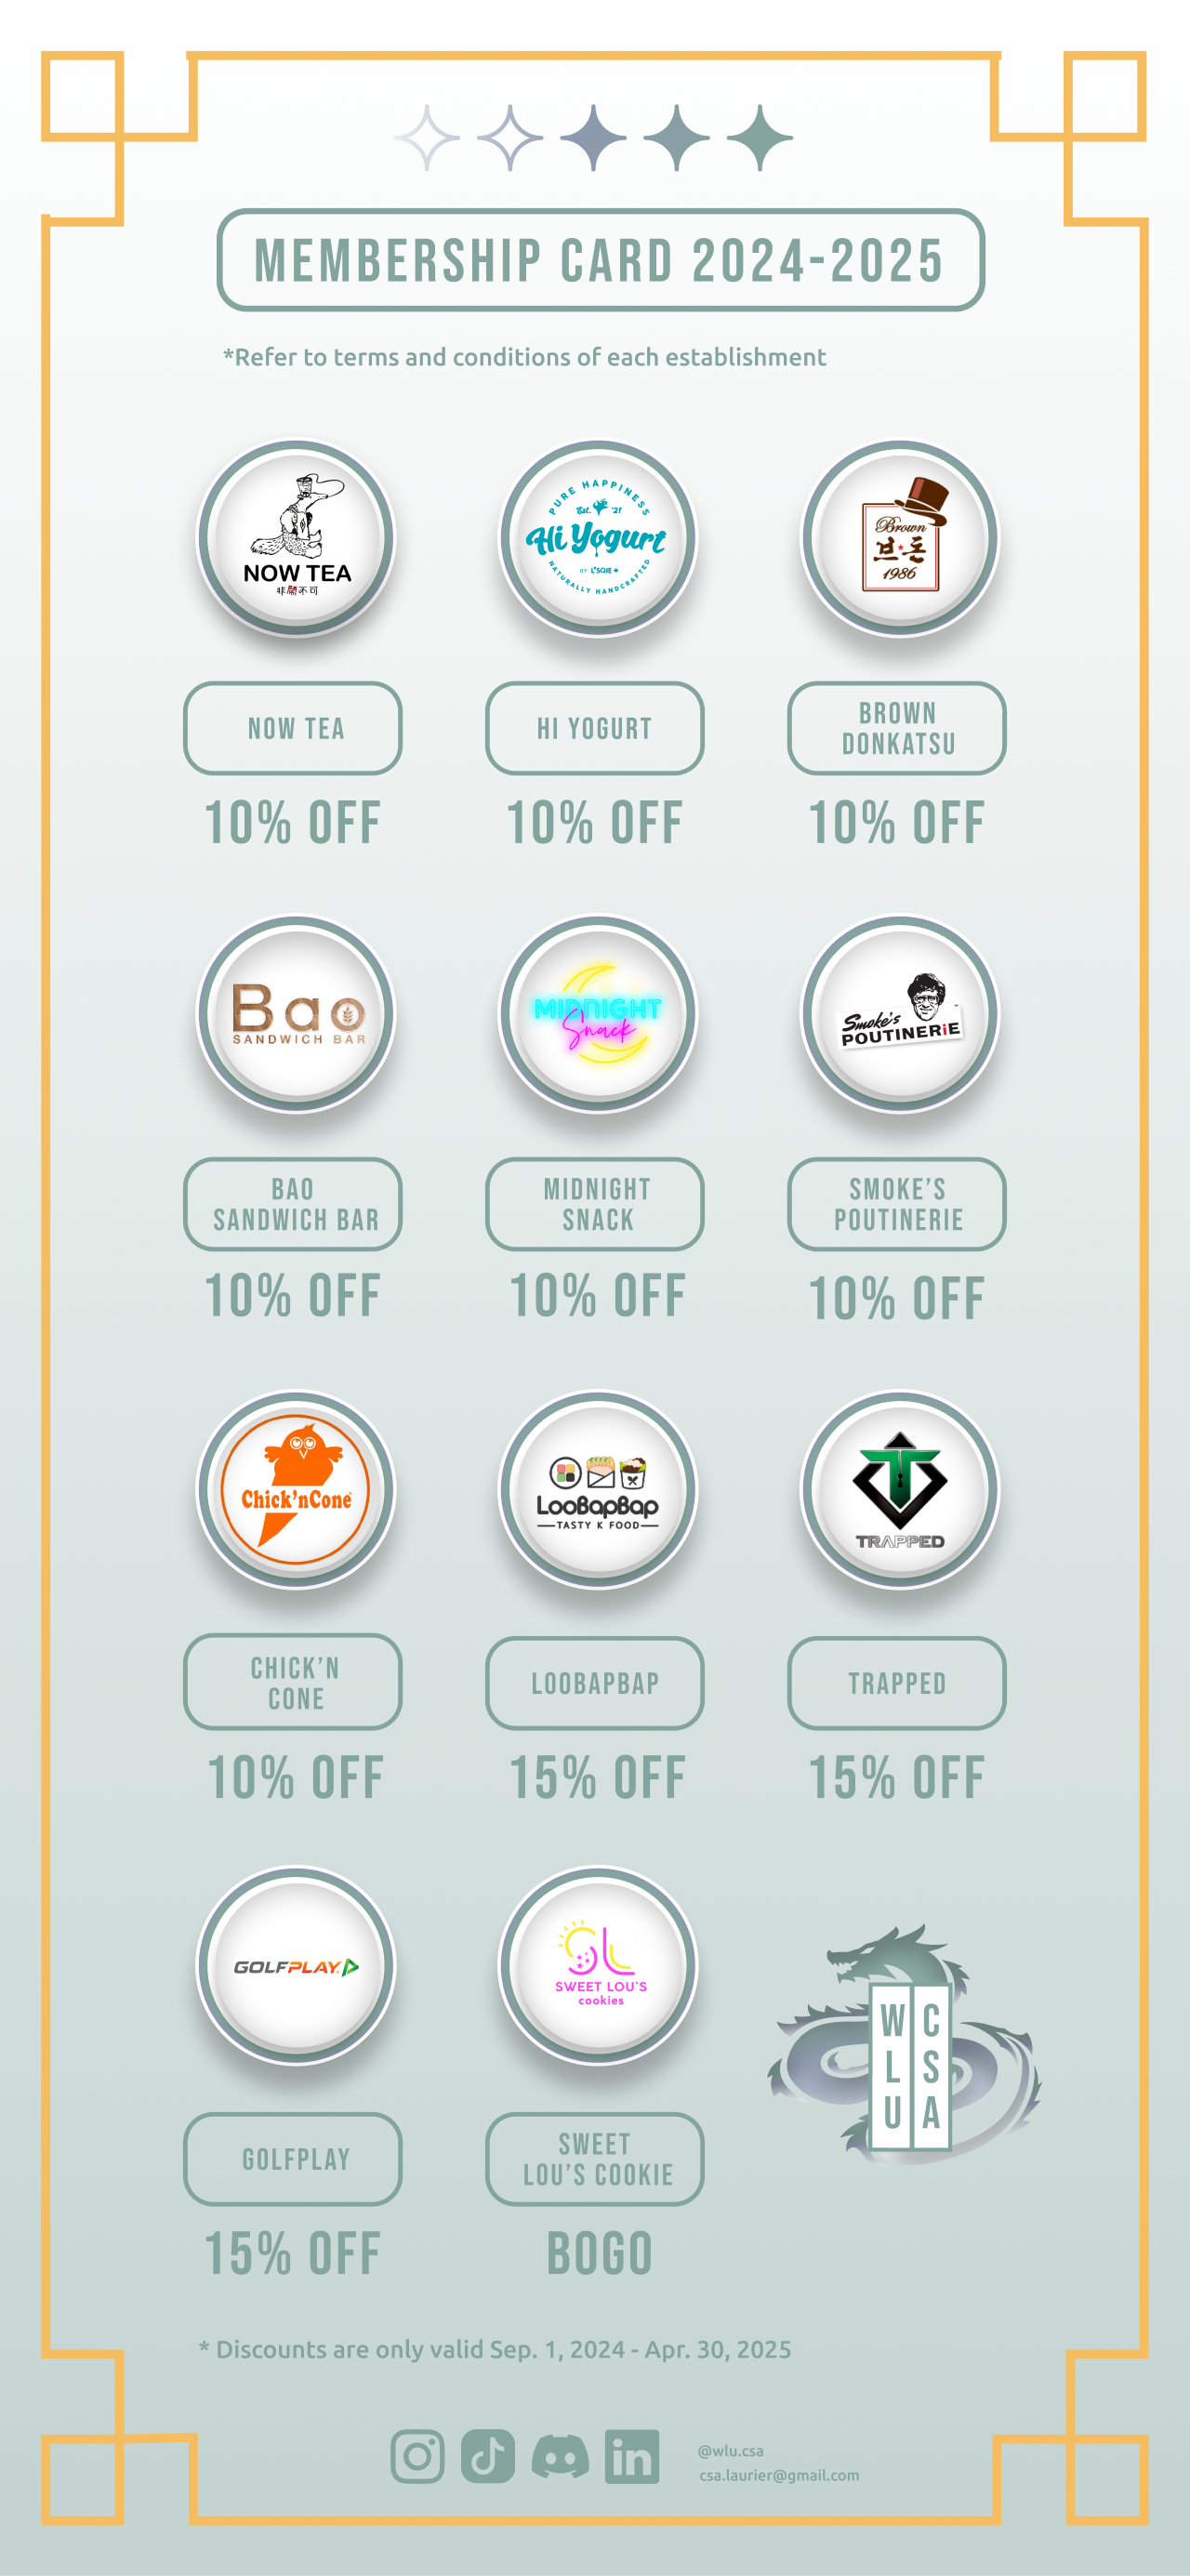 MEMBERSHIP CARD 2024-2025
*Refer to terms and conditions of each establishment
NOW TEA
非關不可
PURE HAPPINESS
Est. '21
Hi Yogurt
BY L'SQIE
NATURALLY HANDCRAFTED
Brown
브돈
1986
NOW TEA
HI YOGURT
BROWN
DONKATSU
10% OFF
10% OFF
10% OFF
Bao
SANDWICH BAR
MIDNIGHT
Snack
Smoke's
POUTINERiE
BAO
SANDWICH BAR
MIDNIGHT
SNACK
SMOKE'S
POUTINERIE
10% OFF
10% OFF
10% OFF
Chick'nCone
LooBapBap
TASTY K FOOD
TRAPPED
CHICK'N
CONE
LOOBAPBAP
TRAPPED
10% OFF
15% OFF
15% OFF
GOLFPLAY
SL
SWEET LOU'S
cookies
WLU
CSA
GOLFPLAY
SWEET
LOU'S COOKIE
15% OFF
BOGO
* Discounts are only valid Sep. 1, 2024 - Apr. 30, 2025
@wlu.csa
csa.laurier@gmail.com